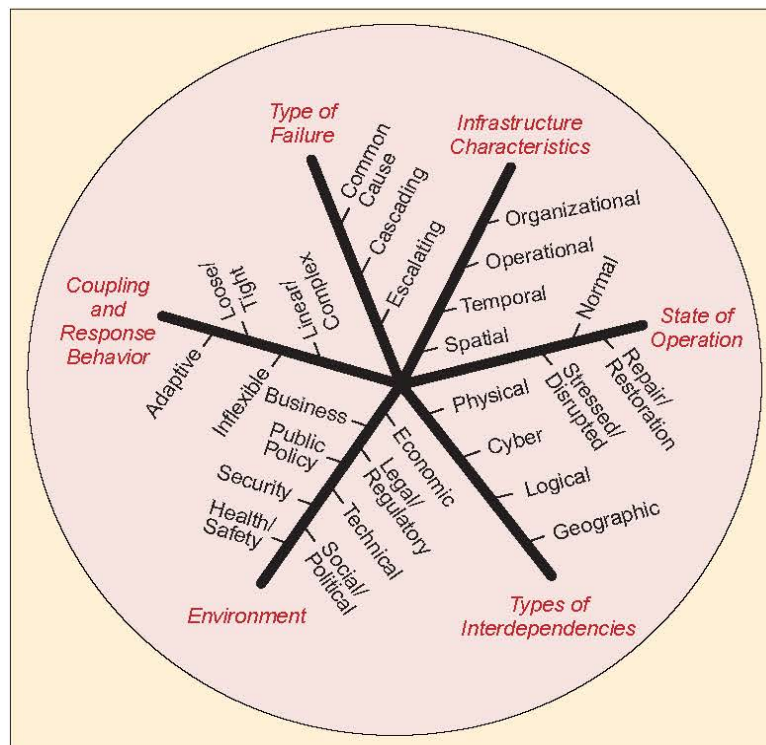 Type of
Failure
Common
Cause
Cascading
Escalating
Infrastructure
Characteristics
Organizational
Operational
Temporal
Spatial
State of
Operation
Normal
Repair/
Restoration
Stressed/
Disrupted
Types of
Interdependencies
Physical
Cyber
Logical
Geographic
Environment
Economic
Legal/
Regulatory
Technical
Social/
Political
Business
Public
Policy
Security
Health/
Safety
Coupling
and
Response
Behavior
Loose/
Tight
Linear/
Complex
Adaptive
Inflexible